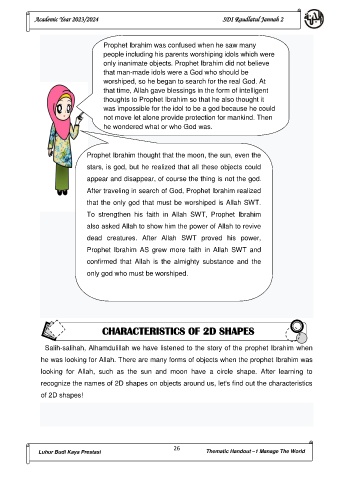 Academic Year 2023/2024
SDI Raudlatul Jannah 2
Prophet Ibrahim was confused when he saw many
people including his parents worshiping idols which were
only inanimate objects. Prophet Ibrahim did not believe
that man-made idols were a God who should be
worshiped, so he began to search for the real God. At
that time, Allah gave blessings in the form of intelligent
thoughts to Prophet Ibrahim so that he also thought it
was impossible for the idol to be a god because he could
not move let alone provide protection for mankind. Then
he wondered what or who God was.
Prophet Ibrahim thought that the moon, the sun, even the
stars, is god, but he realized that all these objects could
appear and disappear, of course the thing is not the god.
After traveling in search of God, Prophet Ibrahim realized
that the only god that must be worshiped is Allah SWT.
To strengthen his faith in Allah SWT, Prophet Ibrahim
also asked Allah to show him the power of Allah to revive
dead creatures. After Allah SWT proved his power,
Prophet Ibrahim AS grew more faith in Allah SWT and
confirmed that Allah is the almighty substance and the
only god who must be worshiped.
CHARACTERISTICS OF 2D SHAPES
Salih-salihah, Alhamdulillah we have listened to the story of the prophet Ibrahim when
he was looking for Allah. There are many forms of objects when the prophet Ibrahim was
looking for Allah, such as the sun and moon have a circle shape. After learning to
recognize the names of 2D shapes on objects around us, let's find out the characteristics
of 2D shapes!
Luhur Budi Kaya Prestasi
26
Thematic Handout – I Manage The World